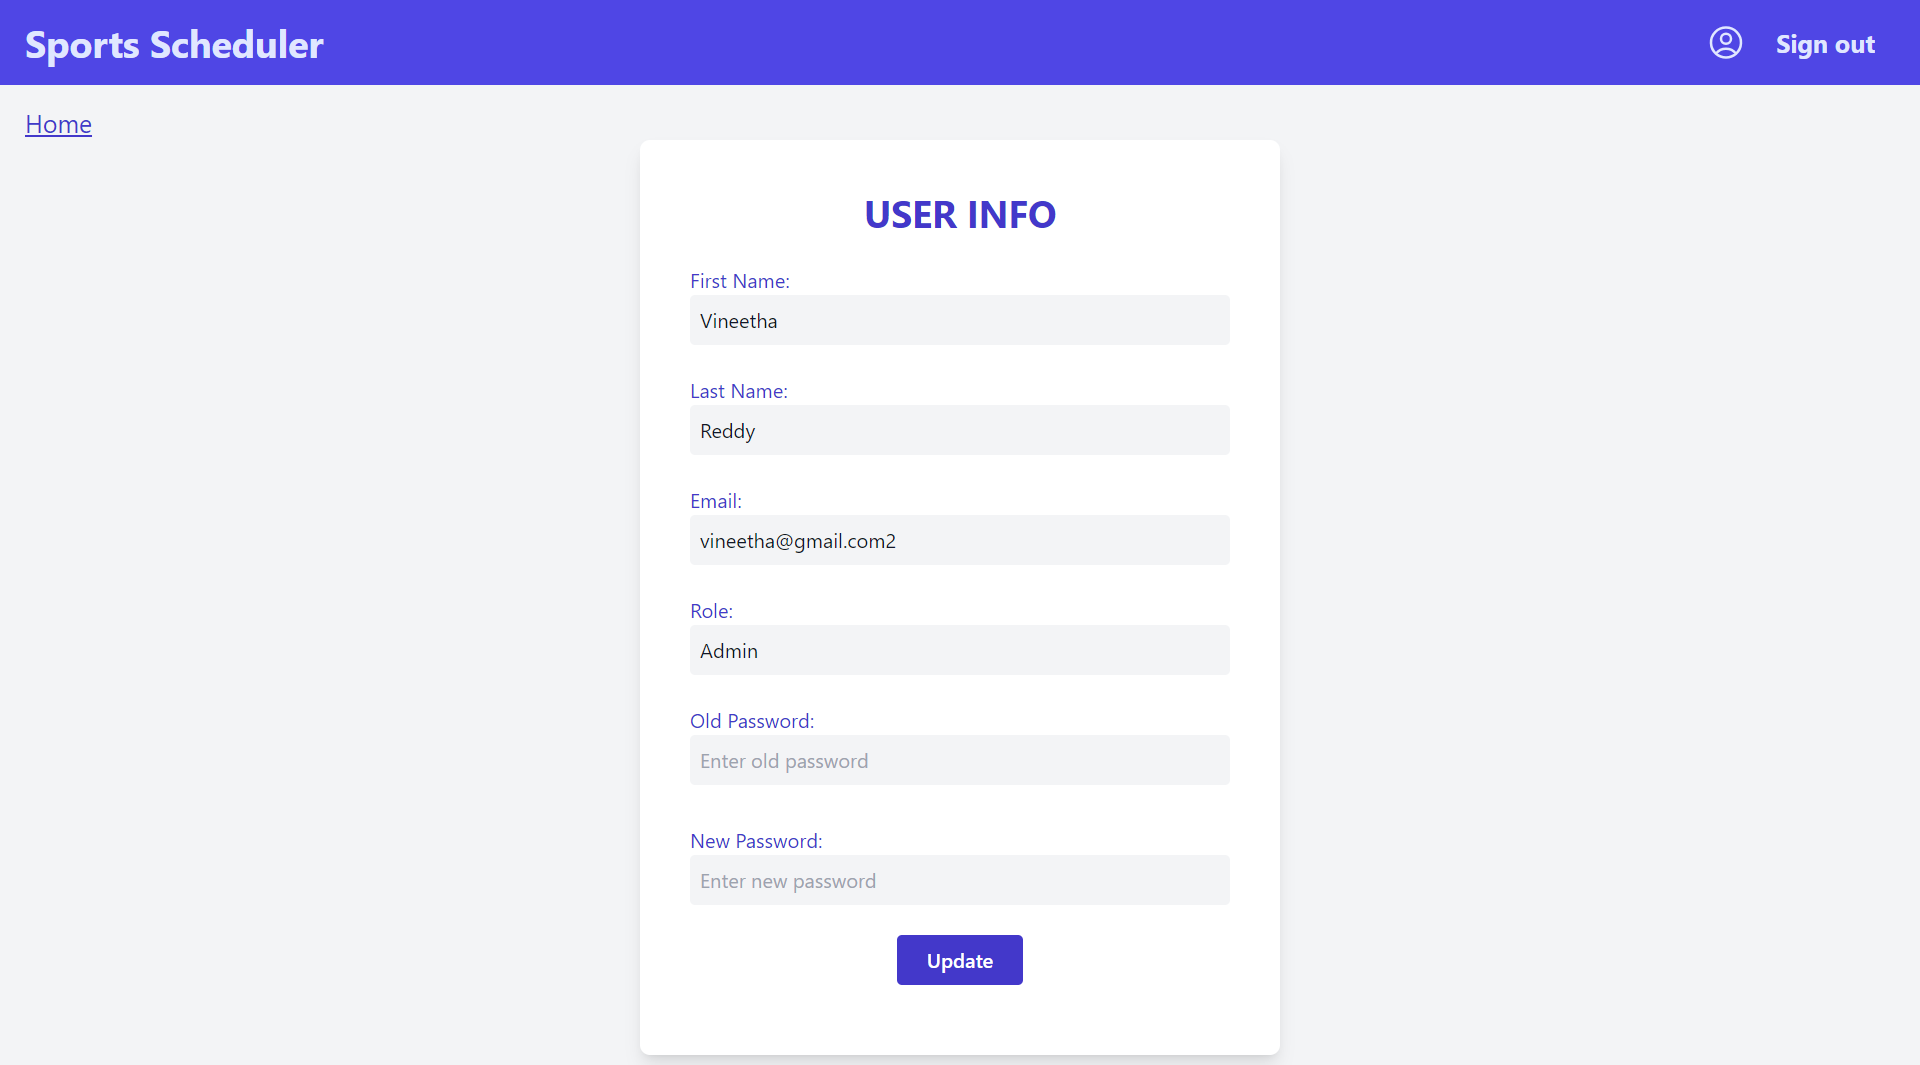 Sports Scheduler
Sign out
Home
USER INFO
First Name:
Vineetha
Last Name:
Reddy
Email:
vineetha@gmail.com2
Role:
Admin
Old Password:
Enter old password
New Password:
Enter new password
Update